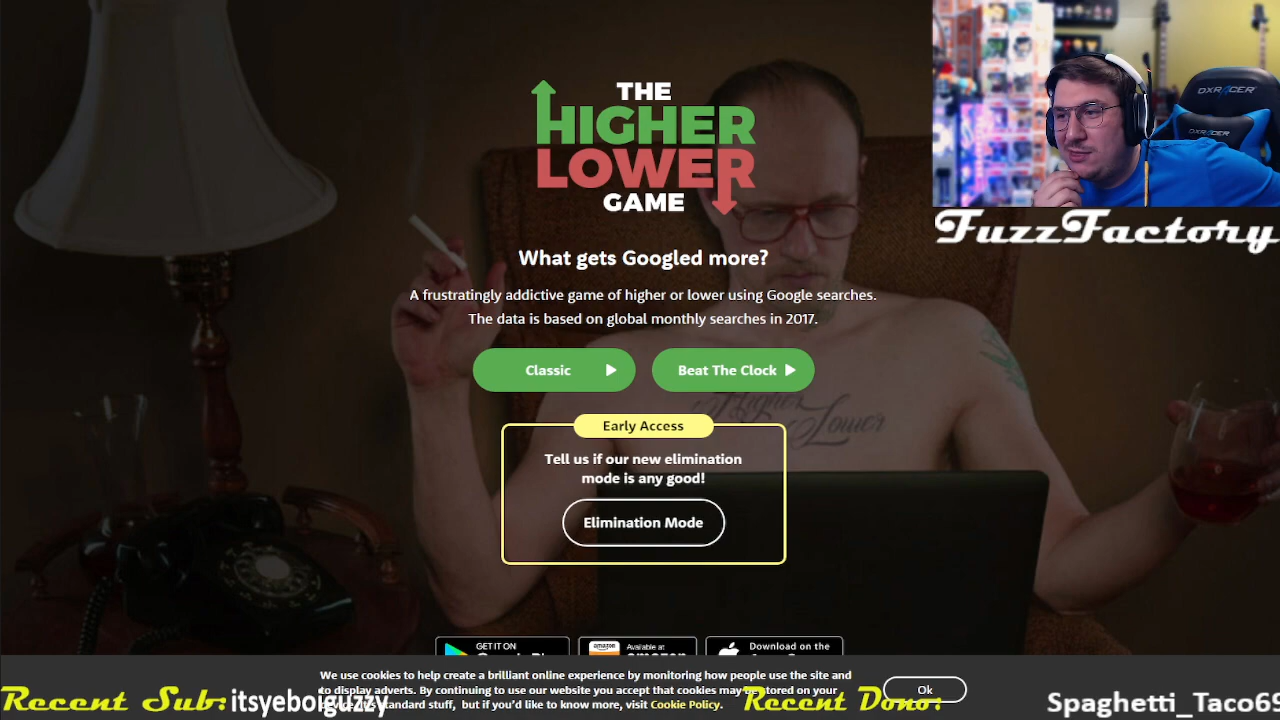 THE
HIGHER
LOWER
GAME
What gets Googled more?
A frustratingly addictive game of higher or lower using Google searches.
The data is based on global monthly searches in 2017.
Classic
Beat The Clock
Early Access
Tell us if our new elimination
mode is any good!
Elimination Mode
Higher
Lower
DXRACER
DXRACER
FuzzFactory
GET IT ON
Available at
amazon
Download on the
We use cookies to help create a brilliant online experience by monitoring how people use the site and
to display adverts. By continuing to use our website you accept that cookies may be stored on your
standard stuff, but if you'd like to know more, visit Cookie Policy.
Ok
Recent Sub: itsyeboiguzzy
Recent Dono:
Spaghetti_Taco69